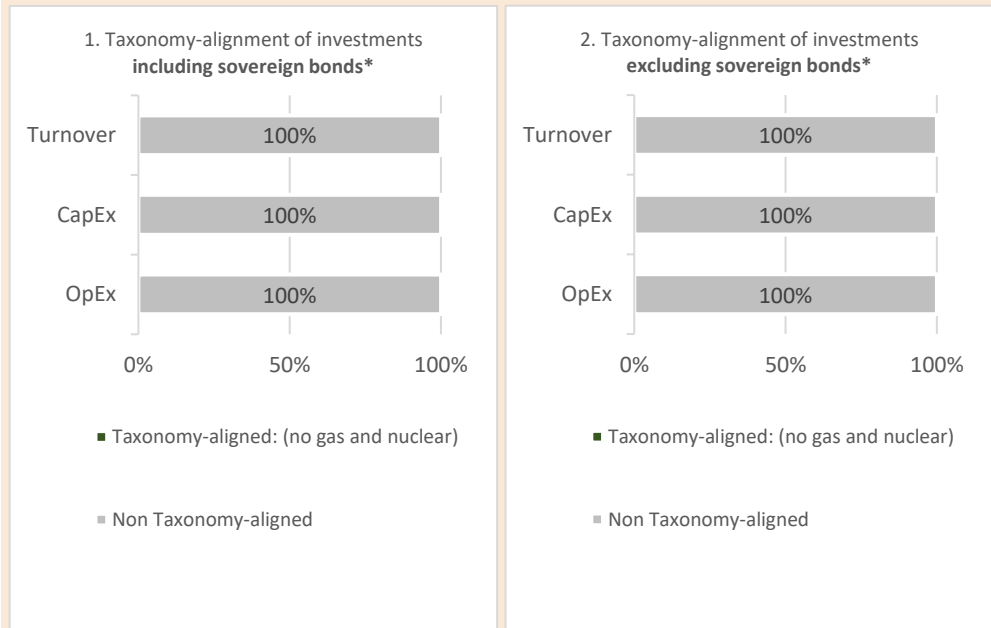 1. Taxonomy-alignment of investments
including sovereign bonds*
Turnover
100%
CapEx
100%
OpEx
100%
0%
50%
100%
Taxonomy-aligned: (no gas and nuclear)
Non Taxonomy-aligned
2. Taxonomy-alignment of investments
excluding sovereign bonds*
Turnover
100%
CapEx
100%
OpEx
100%
0%
50%
100%
Taxonomy-aligned: (no gas and nuclear)
Non Taxonomy-aligned